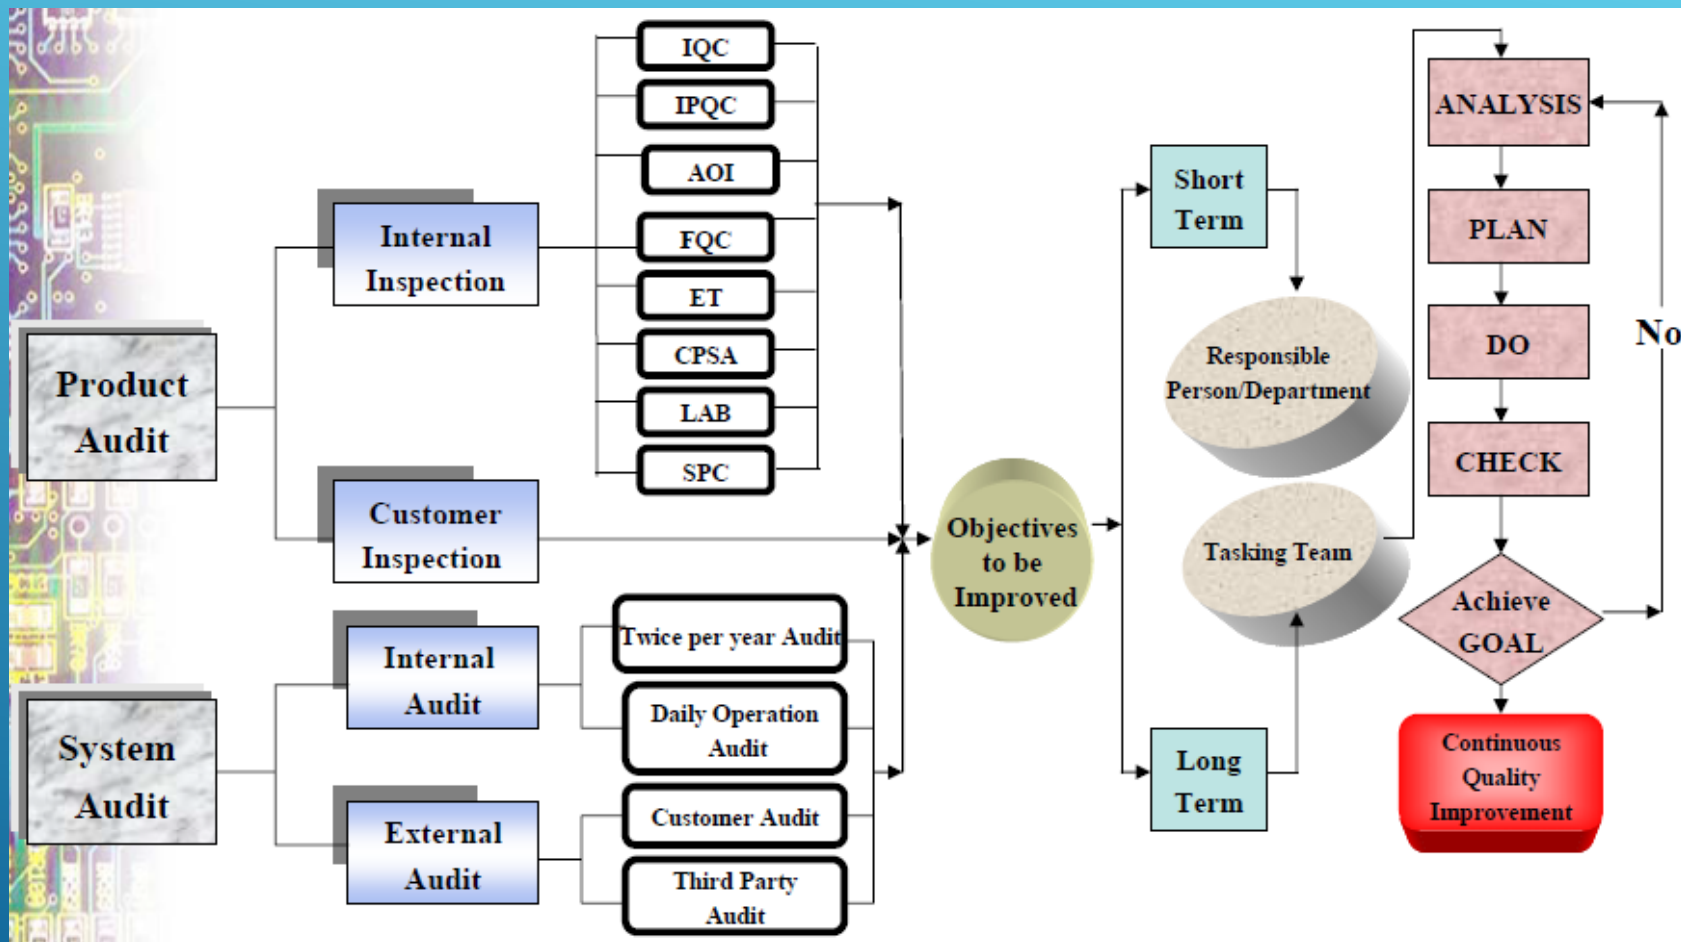 Product
Audit
System
Audit
Internal
Inspection
Customer
Inspection
Internal
Audit
External
Audit
IQC
IPQC
AOI
FQC
ET
CPSA
LAB
SPC
Twice per year Audit
Daily Operation
Audit
Customer Audit
Third Party
Audit
Objectives
to be
Improved
Short
Term
Long
Term
Responsible
Person/Department
Tasking Team
ANALYSIS
PLAN
DO
CHECK
Achieve
GOAL
No
Continuous
Quality
Improvement